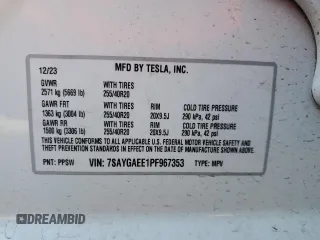 12/23 MFD BY TESLA, INC.
GVWR WITH TIRES
2571 kg (5669 lb) 255/40R20
GAWR FRT WITH TIRES RIM COLD TIRE PRESSURE
1363 kg (3004 lb) 255/40R20 20X9.5J 290 kPa, 42 psi
GAWR RR WITH TIRES RIM COLD TIRE PRESSURE
1500 kg (3306 lb) 255/40R20 20X9.5J 290 kPa, 42 psi
THIS VEHICLE CONFORMS TO ALL APPLICABLE U.S. FEDERAL MOTOR VEHICLE
SAFETY, BUMPER AND THEFT PREVENTION STANDARDS IN
EFFECT ON THE DATE OF MANUFACTURE SHOWN ABOVE.
PNT: PPSW VIN: 7SAYGAEE1PF967353 TYPE: MPV
DREAMBID